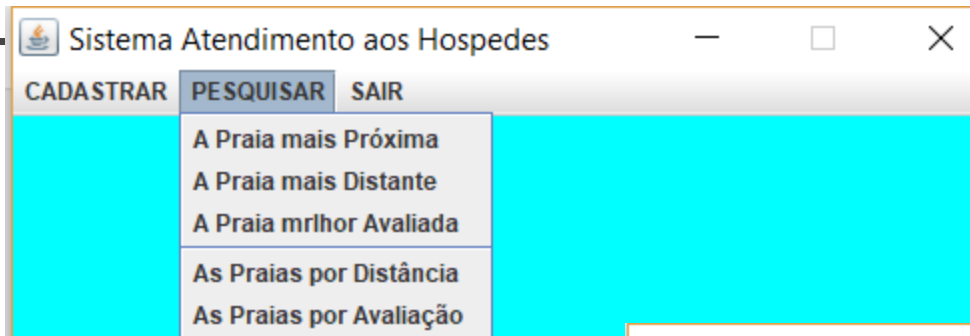 Sistema Atendimento aos Hospedes
CADASTRAR PESQUISAR SAIR
A Praia mais Próxima
A Praia mais Distante
A Praia mrlhor Avaliada
As Praias por Distância
As Praias por Avaliação